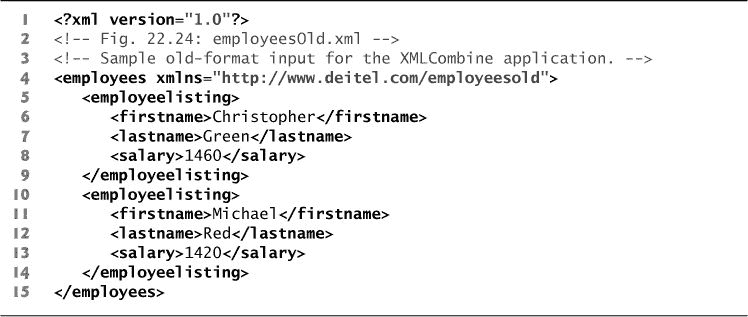 1 <?xml version="1.0"?>
2 <!-- Fig. 22.24: employeesOld.xml -->
3 <!-- Sample old-format input for the XMLCombine application. -->
4 <employees xmlns="http://www.deitel.com/employeesold">
5 <employeelisting>
6 <firstname>Christopher</firstname>
7 <lastname>Green</lastname>
8 <salary>1460</salary>
9 </employeelisting>
10 <employeelisting>
11 <firstname>Michael</firstname>
12 <lastname>Red</lastname>
13 <salary>1420</salary>
14 </employeelisting>
15 </employees>